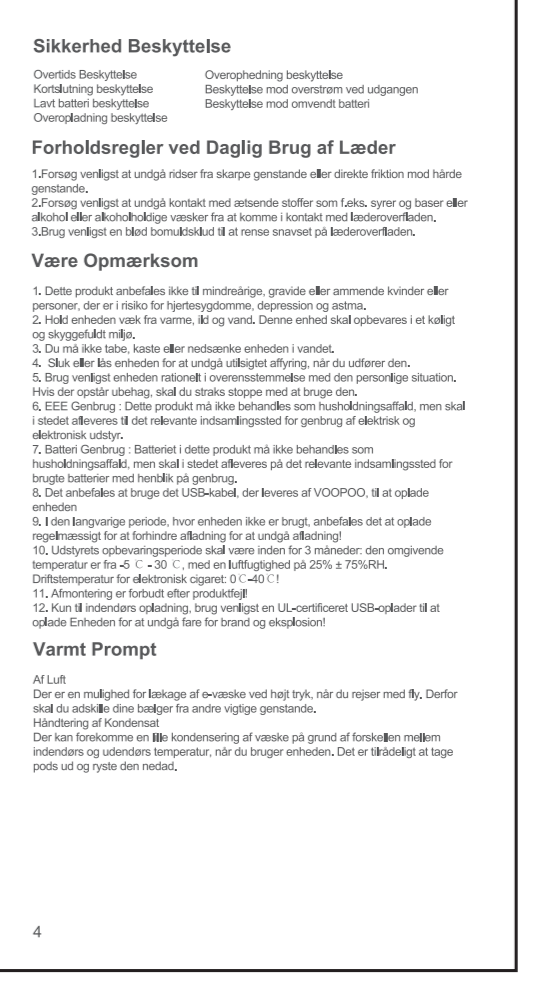 Sikkerhed Beskyttelse
Overtids Beskyttelse
Kortslutning beskyttelse
Lavt batteri beskyttelse
Overopladning beskyttelse
Overophedning beskyttelse
Beskyttelse mod overstrøm ved udgangen
Beskyttelse mod omvendt batteri
Forholdsregler ved Daglig Brug af Læder
1.Forsøg venligst at undgå ridser fra skarpe genstande eller direkte friktion mod hårde
genstande.
2.Forsøg venligst at undgå kontakt med ætsende stoffer som f.eks. syrer og baser eller
alkohol eller alkoholholdige væsker fra at komme i kontakt med læderoverfladen.
3.Brug venligst en blød bomuldsklud til at rense snavset på læderoverfladen.
Være Opmærksom
1. Dette produkt anbefales ikke til mindreårige, gravide eller ammende kvinder eller
personer, der er i risiko for hjertesygdomme, depression og astma.
2. Hold enheden væk fra varme, ild og vand. Denne enhed skal opbevares i et køligt
og skyggefuldt miljø.
3. Du må ikke tabe, kaste eller nedsænke enheden i vandet.
4. Sluk eller lås enheden for at undgå utilsigtet affyring, når du udfører den.
5. Brug venligst enheden rationelt i overensstemmelse med den personlige situation.
Hvis der opstår ubehag, skal du straks stoppe med at bruge den.
6. EEE Genbrug : Dette produkt må ikke behandles som husholdningsaffald, men skal
i stedet afleveres til det relevante indsamlingssted for genbrug af elektrisk og
elektronisk udstyr.
7. Batteri Genbrug : Batteriet i dette produkt må ikke behandles som
husholdningsaffald, men skal i stedet afleveres på det relevante indsamlingssted for
brugte batterier med henblik på genbrug.
8. Det anbefales at bruge det USB-kabel, der leveres af VOOPOO, til at oplade
enheden
9. I den langvarige periode, hvor enheden ikke er brugt, anbefales det at oplade
regelmæssigt for at forhindre afladning for at undgå afladning!
10. Udstyrets opbevaringsperiode skal være inden for 3 måneder: den omgivende
temperatur er fra -5 ℃ - 30 ℃, med en luftfugtighed på 25% ± 75%RH.
Driftstemperatur for elektronisk cigaret: 0℃-40℃!
11. Afmontering er forbudt efter produktfejl!
12. Kun til indendørs opladning, brug venligst en UL-certificeret USB-oplader til at
oplade Enheden for at undgå fare for brand og eksplosion!
Varmt Prompt
Af Luft
Der er en mulighed for lækage af e-væske ved højt tryk, når du rejser med fly. Derfor
skal du adskille dine bælger fra andre vigtige genstande.
Håndtering af Kondensat
Der kan forekomme en lille kondensering af væske på grund af forskellen mellem
indendørs og udendørs temperatur, når du bruger enheden. Det er tilrådeligt at tage
pods ud og ryste den nedad.
4